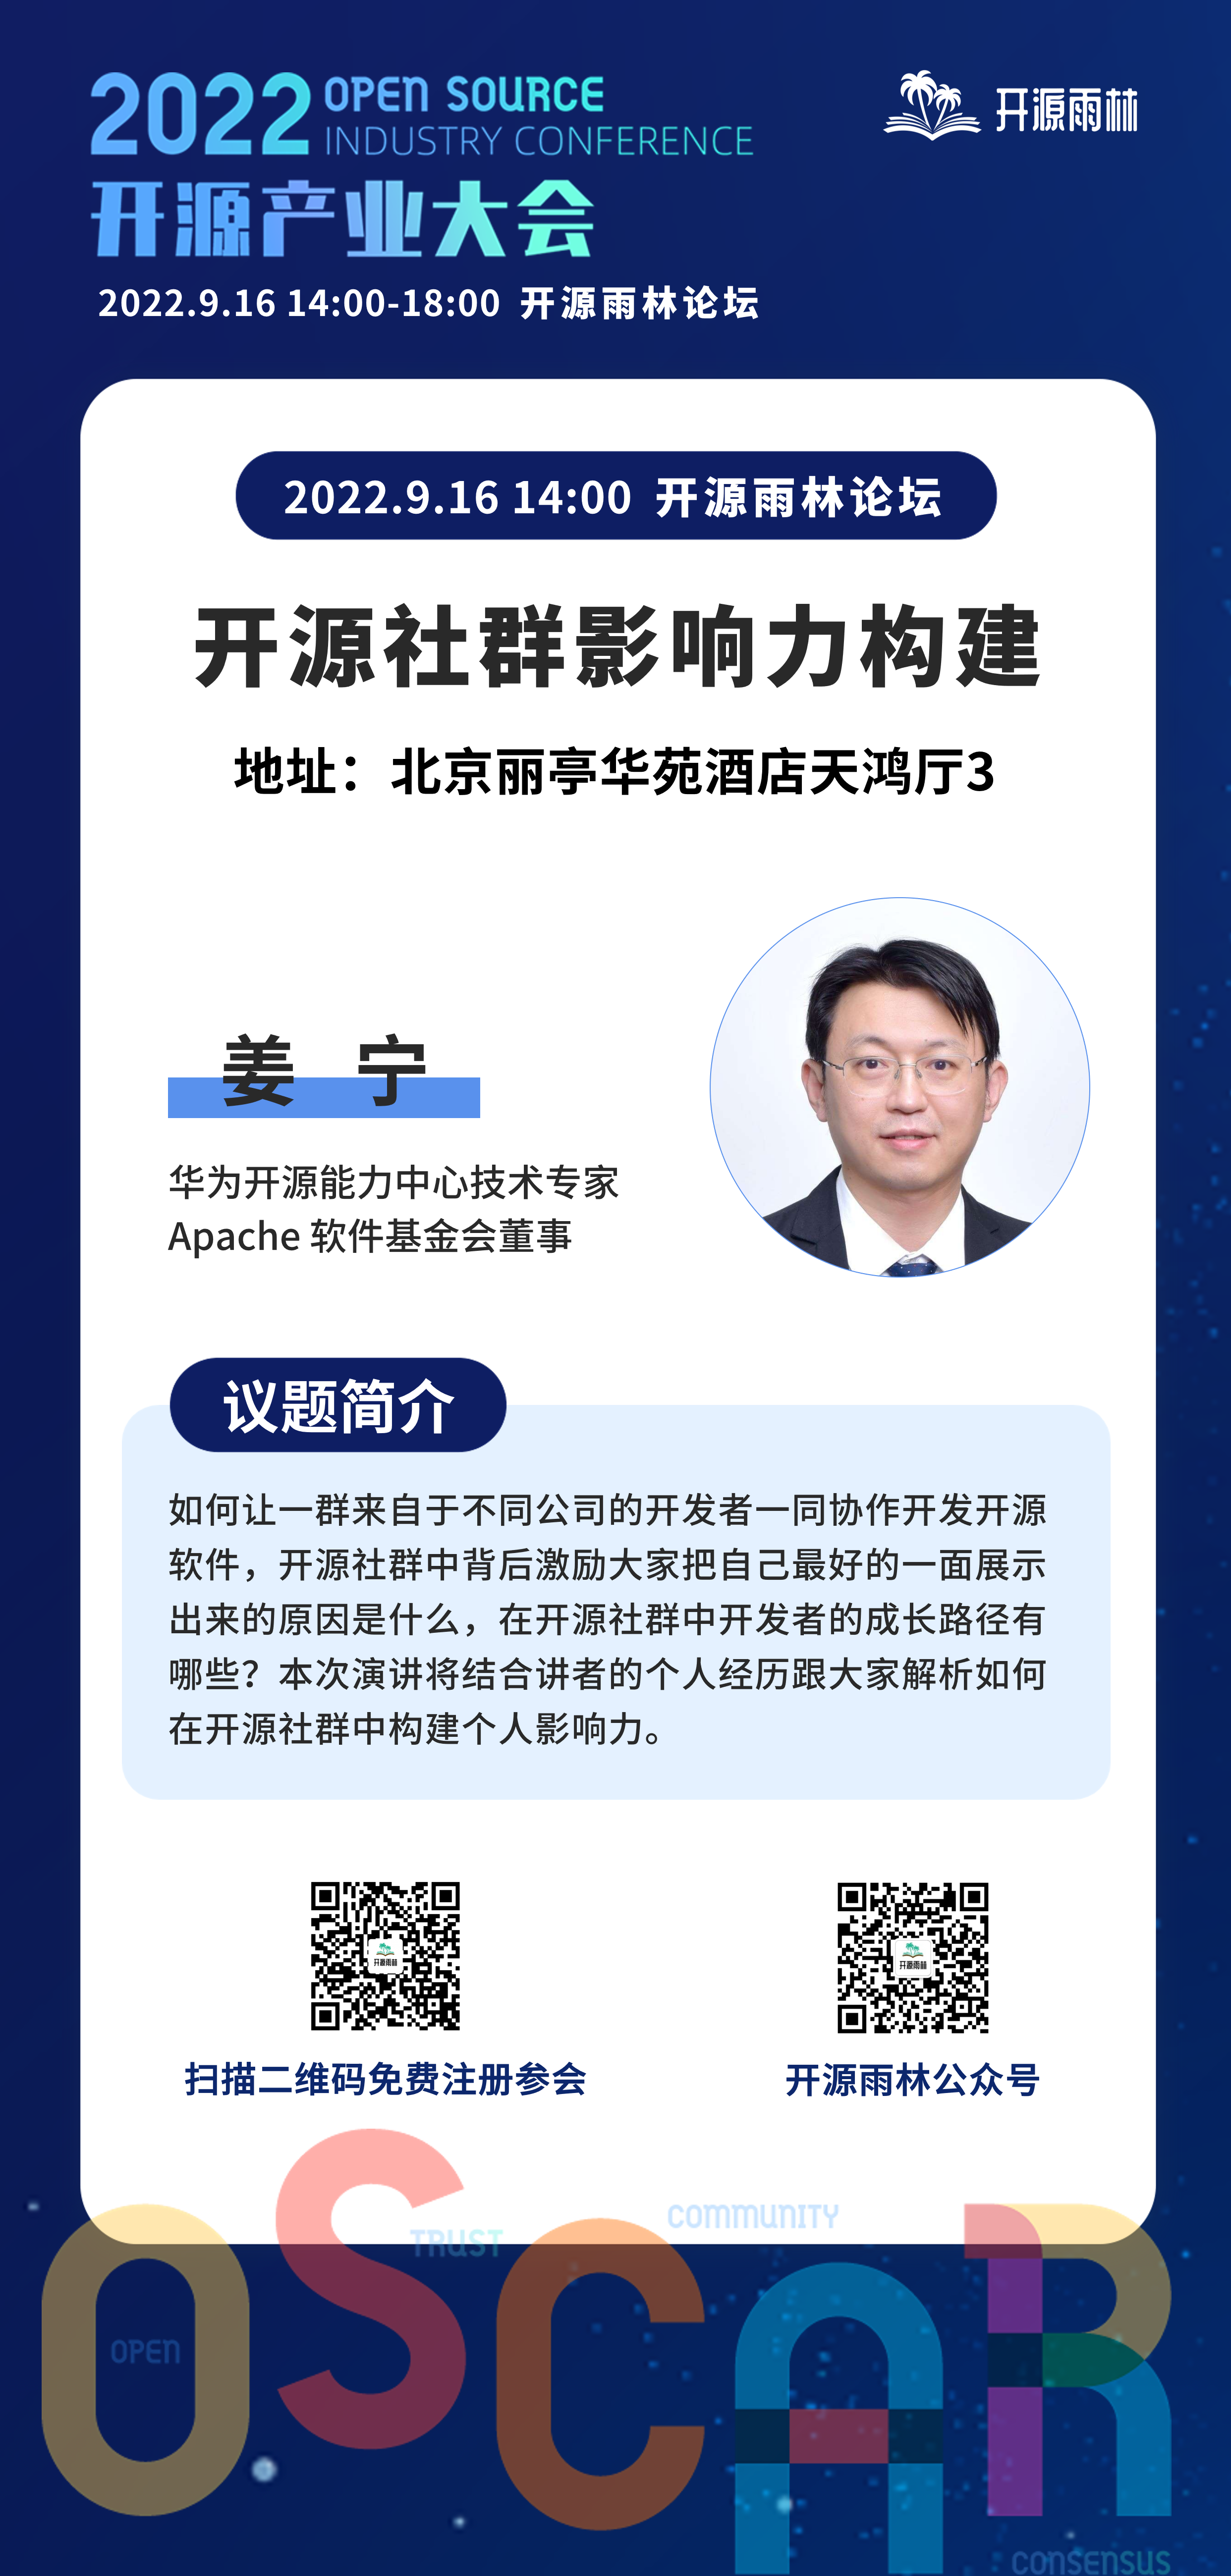 2022 OPEN SOURCE
INDUSTRY CONFERENCE
开源雨林
开源产业大会
2022.9.16 14:00-18:00 开源雨林论坛
2022.9.16 14:00 开源雨林论坛
开源社群影响力构建
地址：北京丽亭华苑酒店天鸿厅3
姜 宁
华为开源能力中心技术专家
Apache 软件基金会董事
议题简介
如何让一群来自于不同公司的开发者一同协作开发开源
软件，开源社群中背后激励大家把自己最好的一面展示
出来的原因是什么，在开源社群中开发者的成长路径有
哪些？本次演讲将结合讲者的个人经历跟大家解析如何
在开源社群中构建个人影响力。
开源雨林
开源雨林
扫描二维码免费注册参会
开源雨林公众号
OSCAR
COMMUNITY
TRUST
OPEN
CONSENSUS